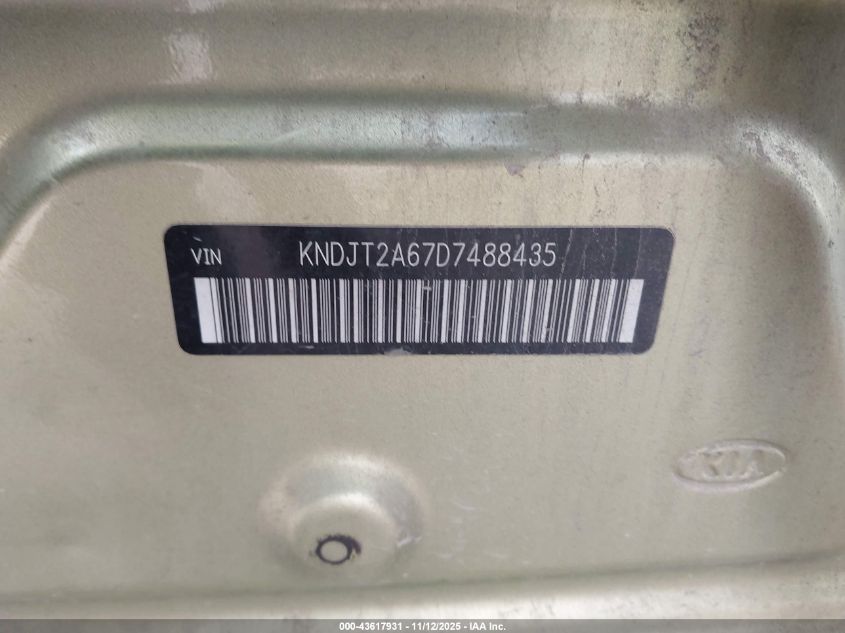 VIN KNDJT2A67D7488435
KIA
000-43617931 - 11/12/2025 - IAA Inc.